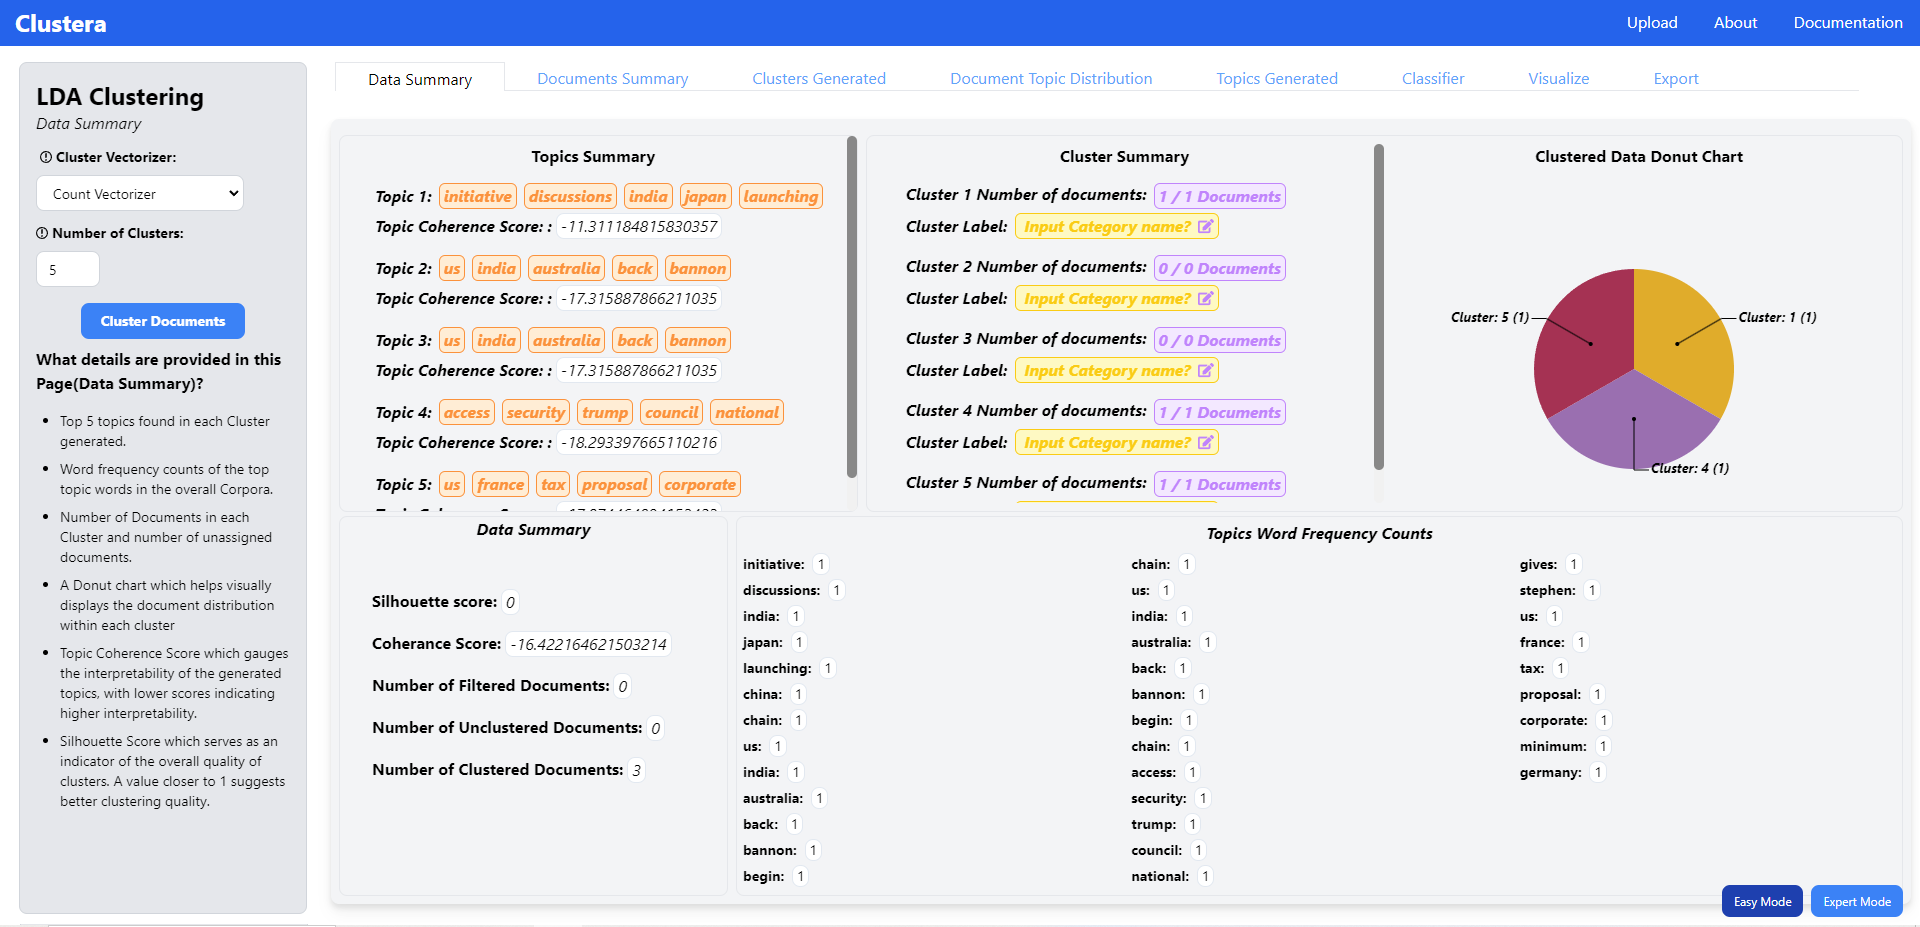 Clustera
Upload About Documentation
LDA Clustering
Data Summary
Cluster Vectorizer:
Count Vectorizer
Number of Clusters:
5
Cluster Documents
What details are provided in this
Page(Data Summary)?
Top 5 topics found in each Cluster
generated.
Word frequency counts of the top
topic words in the overall Corpora.
Number of Documents in each
Cluster and number of unassigned
documents.
A Donut chart which helps visually
displays the document distribution
within each cluster
Topic Coherence Score which gauges
the interpretability of the generated
topics, with lower scores indicating
higher interpretability.
Silhouette Score which serves as an
indicator of the overall quality of
clusters. A value closer to 1 suggests
better clustering quality.
Data Summary Documents Summary Clusters Generated Document Topic Distribution Topics Generated Classifier Visualize Export
Topics Summary
Topic 1: initiative discussions india japan launching
Topic Coherence Score: : -11.311184815830357
Topic 2: us india australia back bannon
Topic Coherence Score: : -17.315887866211035
Topic 3: us india australia back bannon
Topic Coherence Score: : -17.315887866211035
Topic 4: access security trump council national
Topic Coherence Score: : -18.293397665110216
Topic 5: us france tax proposal corporate
Cluster Summary
Cluster 1 Number of documents: 1 / 1 Documents
Cluster Label: Input Category name?
Cluster 2 Number of documents: 0 / 0 Documents
Cluster Label: Input Category name?
Cluster 3 Number of documents: 0 / 0 Documents
Cluster Label: Input Category name?
Cluster 4 Number of documents: 1 / 1 Documents
Cluster Label: Input Category name?
Cluster 5 Number of documents: 1 / 1 Documents
Clustered Data Donut Chart
Cluster: 5 (1)
Cluster: 1 (1)
Cluster: 4 (1)
Data Summary
Silhouette score: 0
Coherance Score: -16.422164621503214
Number of Filtered Documents: 0
Number of Unclustered Documents: 0
Number of Clustered Documents: 3
Topics Word Frequency Counts
initiative: 1
discussions: 1
india: 1
japan: 1
launching: 1
china: 1
chain: 1
us: 1
india: 1
australia: 1
back: 1
bannon: 1
begin: 1
chain: 1
us: 1
india: 1
australia: 1
back: 1
bannon: 1
begin: 1
chain: 1
access: 1
security: 1
trump: 1
council: 1
national: 1
gives: 1
stephen: 1
us: 1
france: 1
tax: 1
proposal: 1
corporate: 1
minimum: 1
germany: 1
Easy Mode Expert Mode